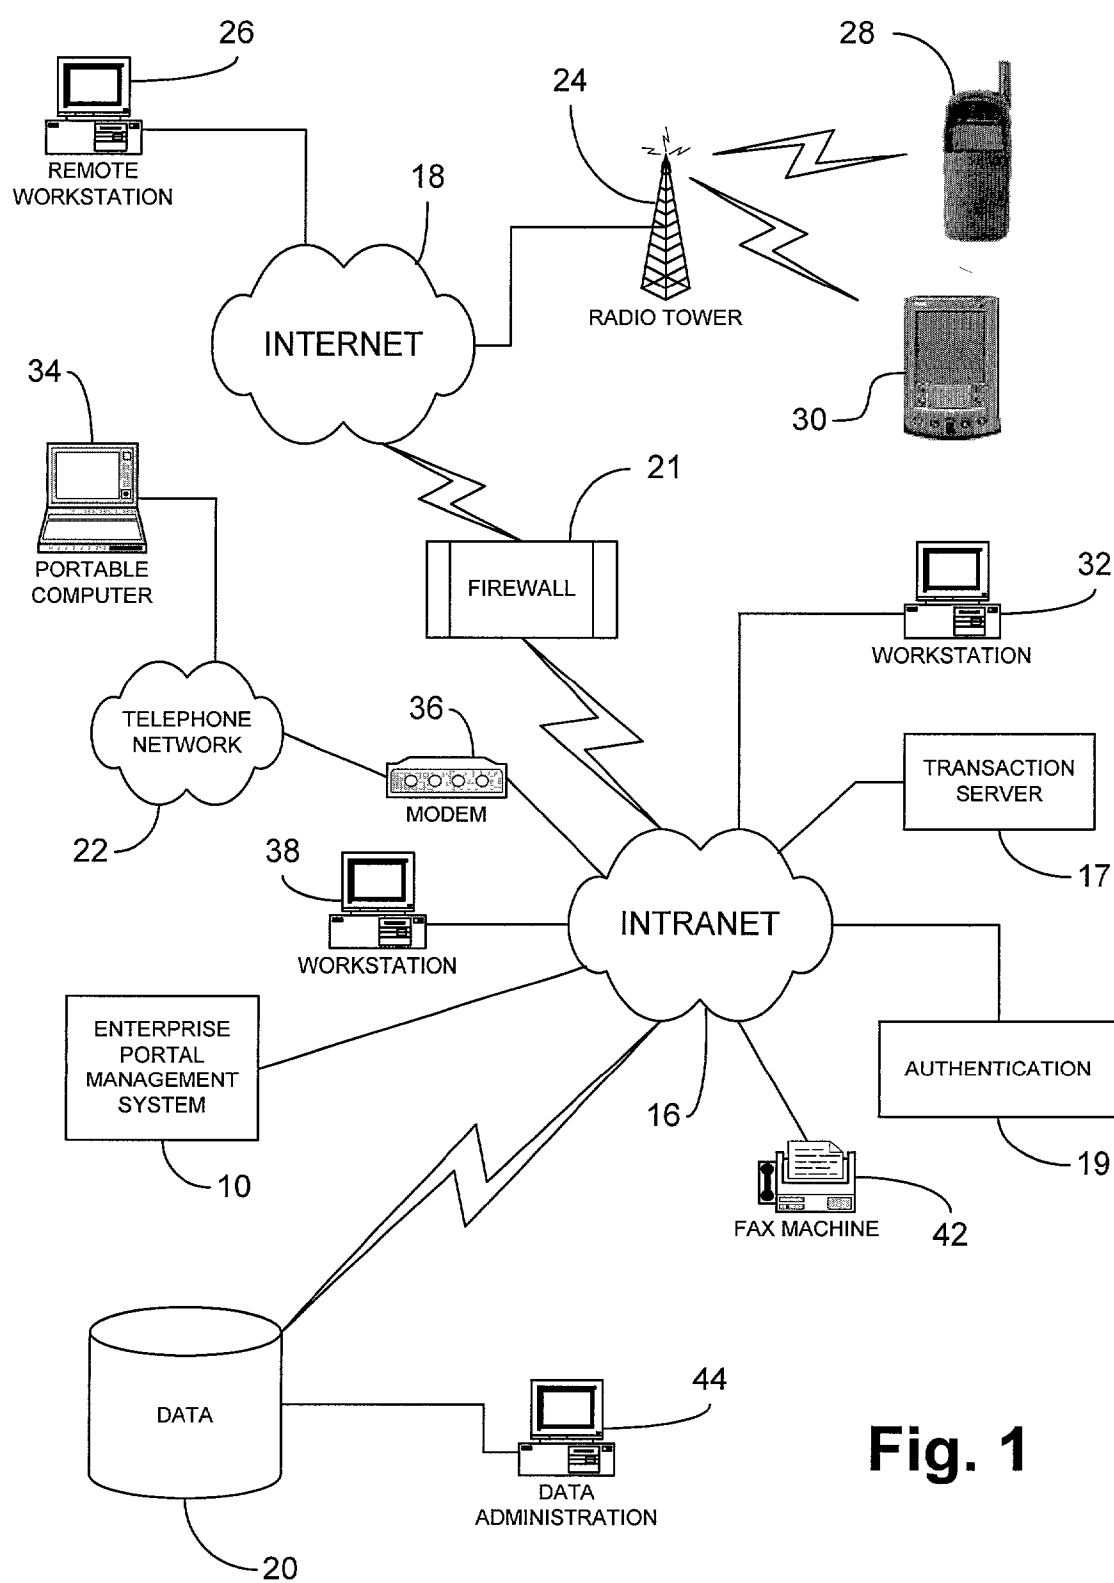 26
REMOTE
WORKSTATION
18
24
28
INTERNET
RADIO TOWER
30
34
PORTABLE
COMPUTER
21
FIREWALL
32
WORKSTATION
TELEPHONE
NETWORK
22
36
MODEM
TRANSACTION
SERVER
17
38
WORKSTATION
INTRANET
16
ENTERPRISE
PORTAL
MANAGEMENT
SYSTEM
10
AUTHENTICATION
19
FAX MACHINE
42
DATA
20
44
DATA
ADMINISTRATION
Fig. 1